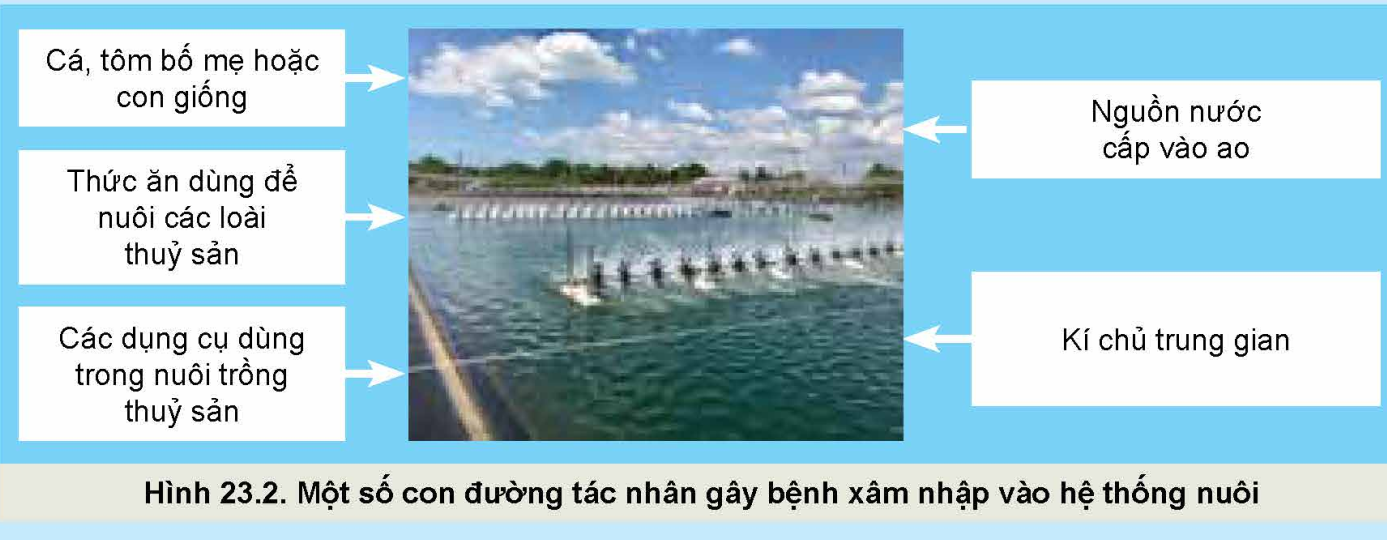 Cá, tôm bố mẹ hoặc
con giống
Thức ăn dùng để
nuôi các loài
thuỷ sản
Các dụng cụ dùng
trong nuôi trồng
thuỷ sản
Nguồn nước
cấp vào ao
Kí chủ trung gian
Hình 23.2. Một số con đường tác nhân gây bệnh xâm nhập vào hệ thống nuôi